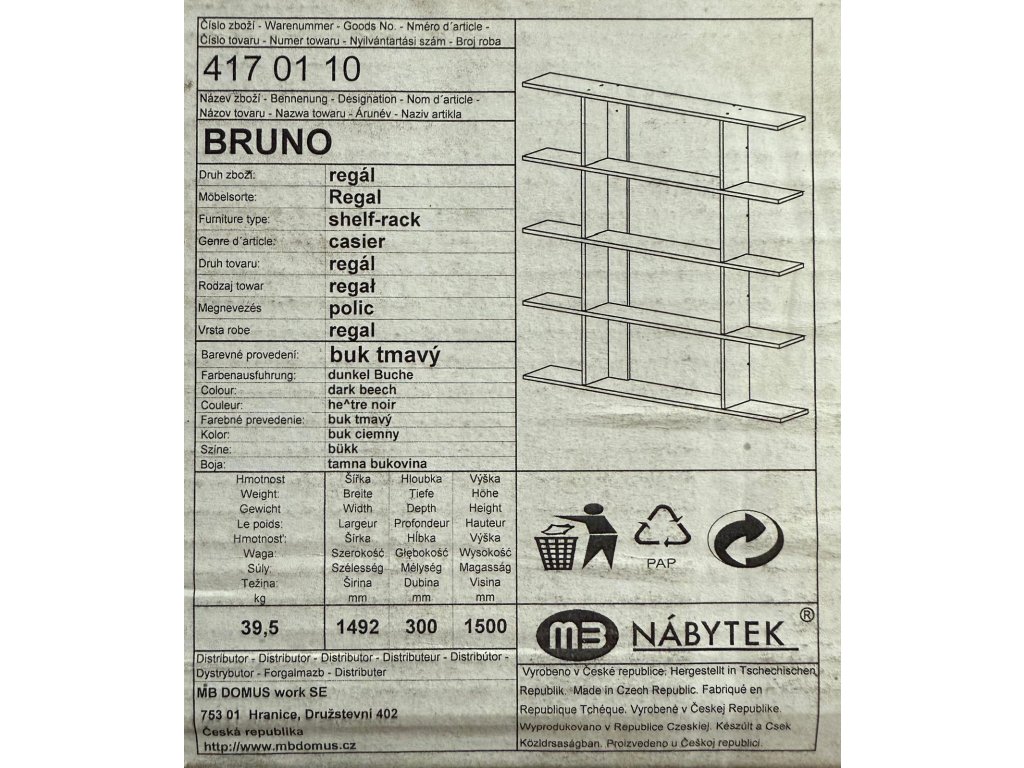 Číslo zboží - Warenummer - Goods No. - Nméro d´article -
Číslo tovaru - Numer towaru - Nyilvántartási szám - Broj roba
417 01 10
Název zboží - Bennenung - Désignation - Nom d´article -
Názov tovaru - Nazwa towaru - Árunév - Naziv artikla
BRUNO
Druh zboží: regál
Möbelsorte: Regal
Furniture type: shelf-rack
Genre d´article: casier
Druh tovaru: regál
Rodzaj towar regał
Megnevezés polic
Vrsta robe regal
Barevné provedení: buk tmavý
Farbenausfuhrung: dunkel Buche
Colour: dark beech
Couleur: he^tre noir
Farebné prevedenie: buk tmavý
Kolor: buk ciemny
Színe: bükk
Boja: tamna bukovina
Hmotnost Šířka Hloubka Výška
Weight: Breite Tiefe Höhe
Gewicht Width Depth Height
Le poids: Largeur Profondeur Hauteur
Hmotnosť: Šírka Hĺbka Výška
Waga: Szerokość Głębokość Wysokość
Súly: Szélesség Mélység Magasság
Težina: Širina Dubina Visina
kg mm mm mm
39,5 1492 300 1500
Distributor - Distributor - Distributor - Distributeur - Distribútor -
Dystrybutor - Forgalmazb - Distributer
MB DOMUS work SE
753 01 Hranice, Družstevní 402
Česká republika
http://www.mbdomus.cz
PAP
MB NÁBYTEK ®
Vyrobeno v České republice. Hergestellt in Tschechischen
Republik. Made in Czech Republic. Fabriqué en
Republique Tchéque. Vyrobené v Českej Republike.
Wyprodukowano v Republice Czeskiej. Készült a Csek
Közidrsaságban. Proizvedeno u Češkoj republici.